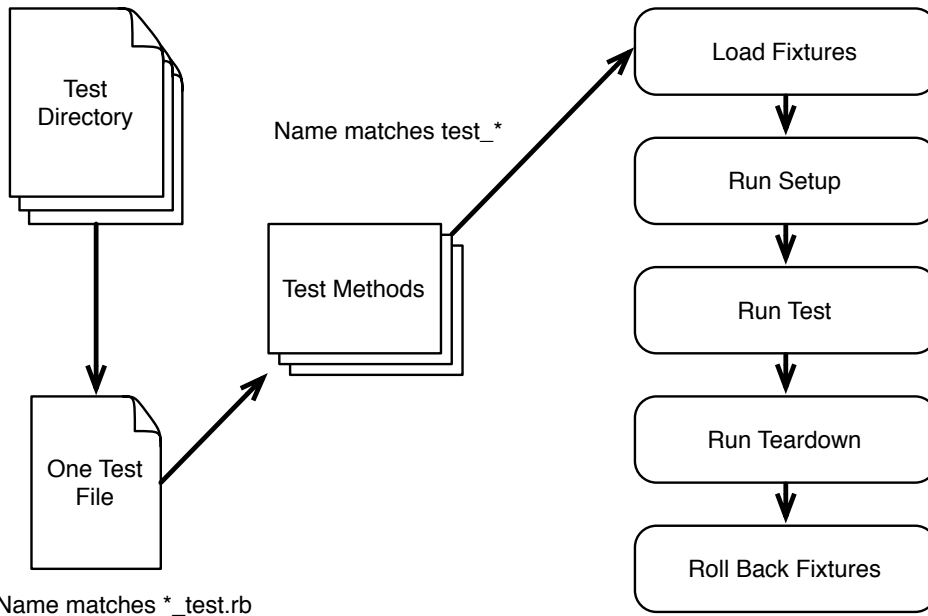 Test
Directory
Name matches test_*
Test Methods
One Test
File
Name matches *_test.rb
Load Fixtures
Run Setup
Run Test
Run Teardown
Roll Back Fixtures